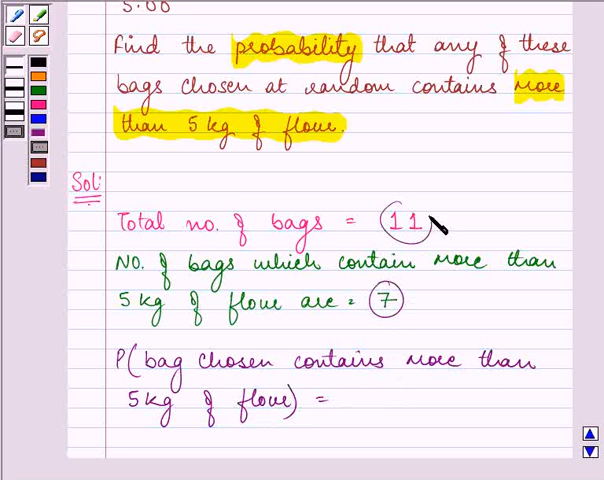 5.00
Find the probability that any of these
bags chosen at random contains more
than 5 kg of flour.
Sol:
Total no. of bags = 11
NO. of bags which contain more than
5 kg of flour are = 7
P(bag chosen contains more than
5 kg of flour) =